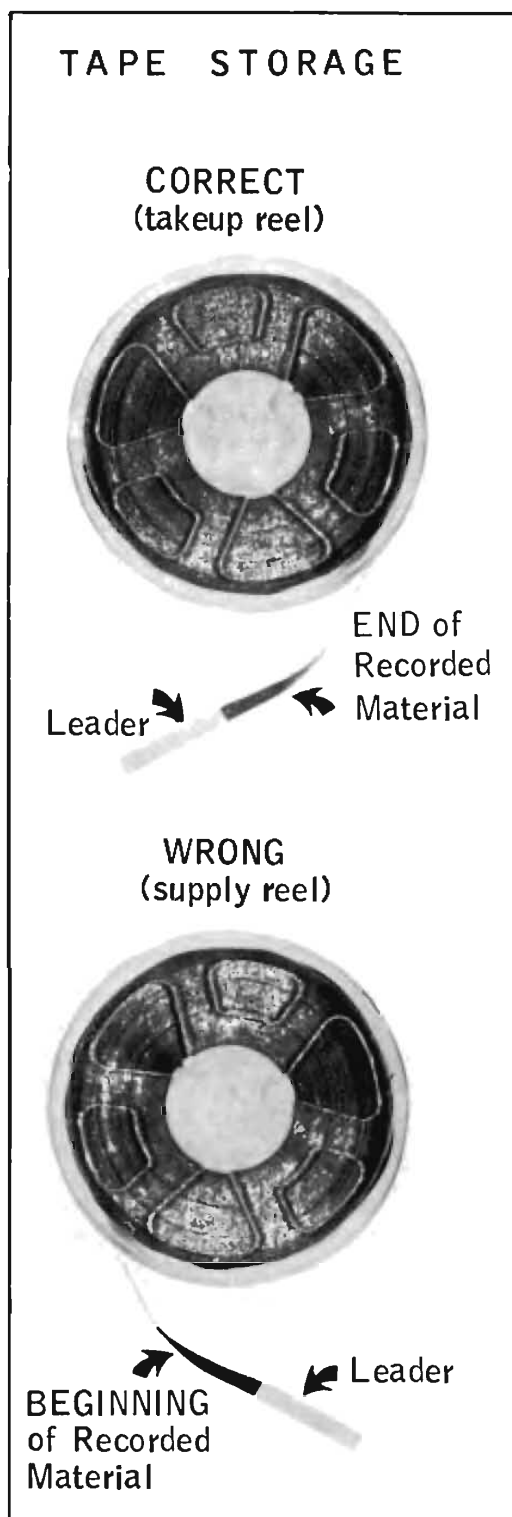 TAPE STORAGE
CORRECT
(takeup reel)
END of
Recorded
Material
Leader
WRONG
(supply reel)
Leader
BEGINNING
of Recorded
Material